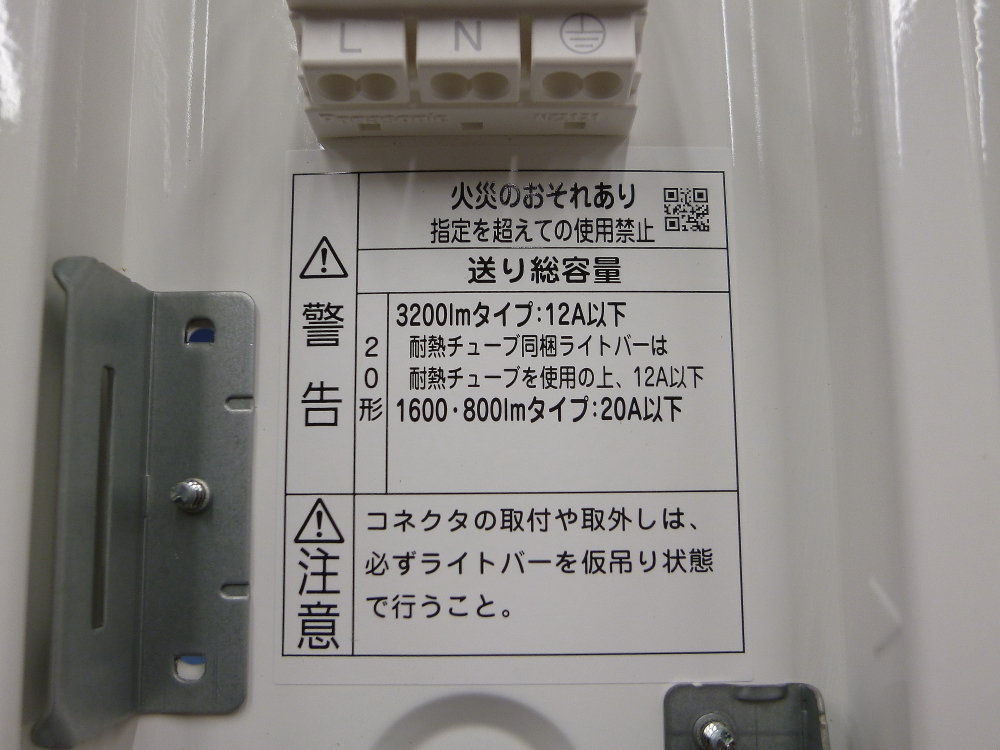 L N
Panasonic
火災のおそれあり
指定を超えての使用禁止
送り総容量
警告
20形
3200lmタイプ:12A以下
耐熱チューブ同梱ライトバーは
耐熱チューブを使用の上、12A以下
1600・800lmタイプ:20A以下
注意
コネクタの取付や取外しは、
必ずライトバーを仮吊り状態
で行うこと。